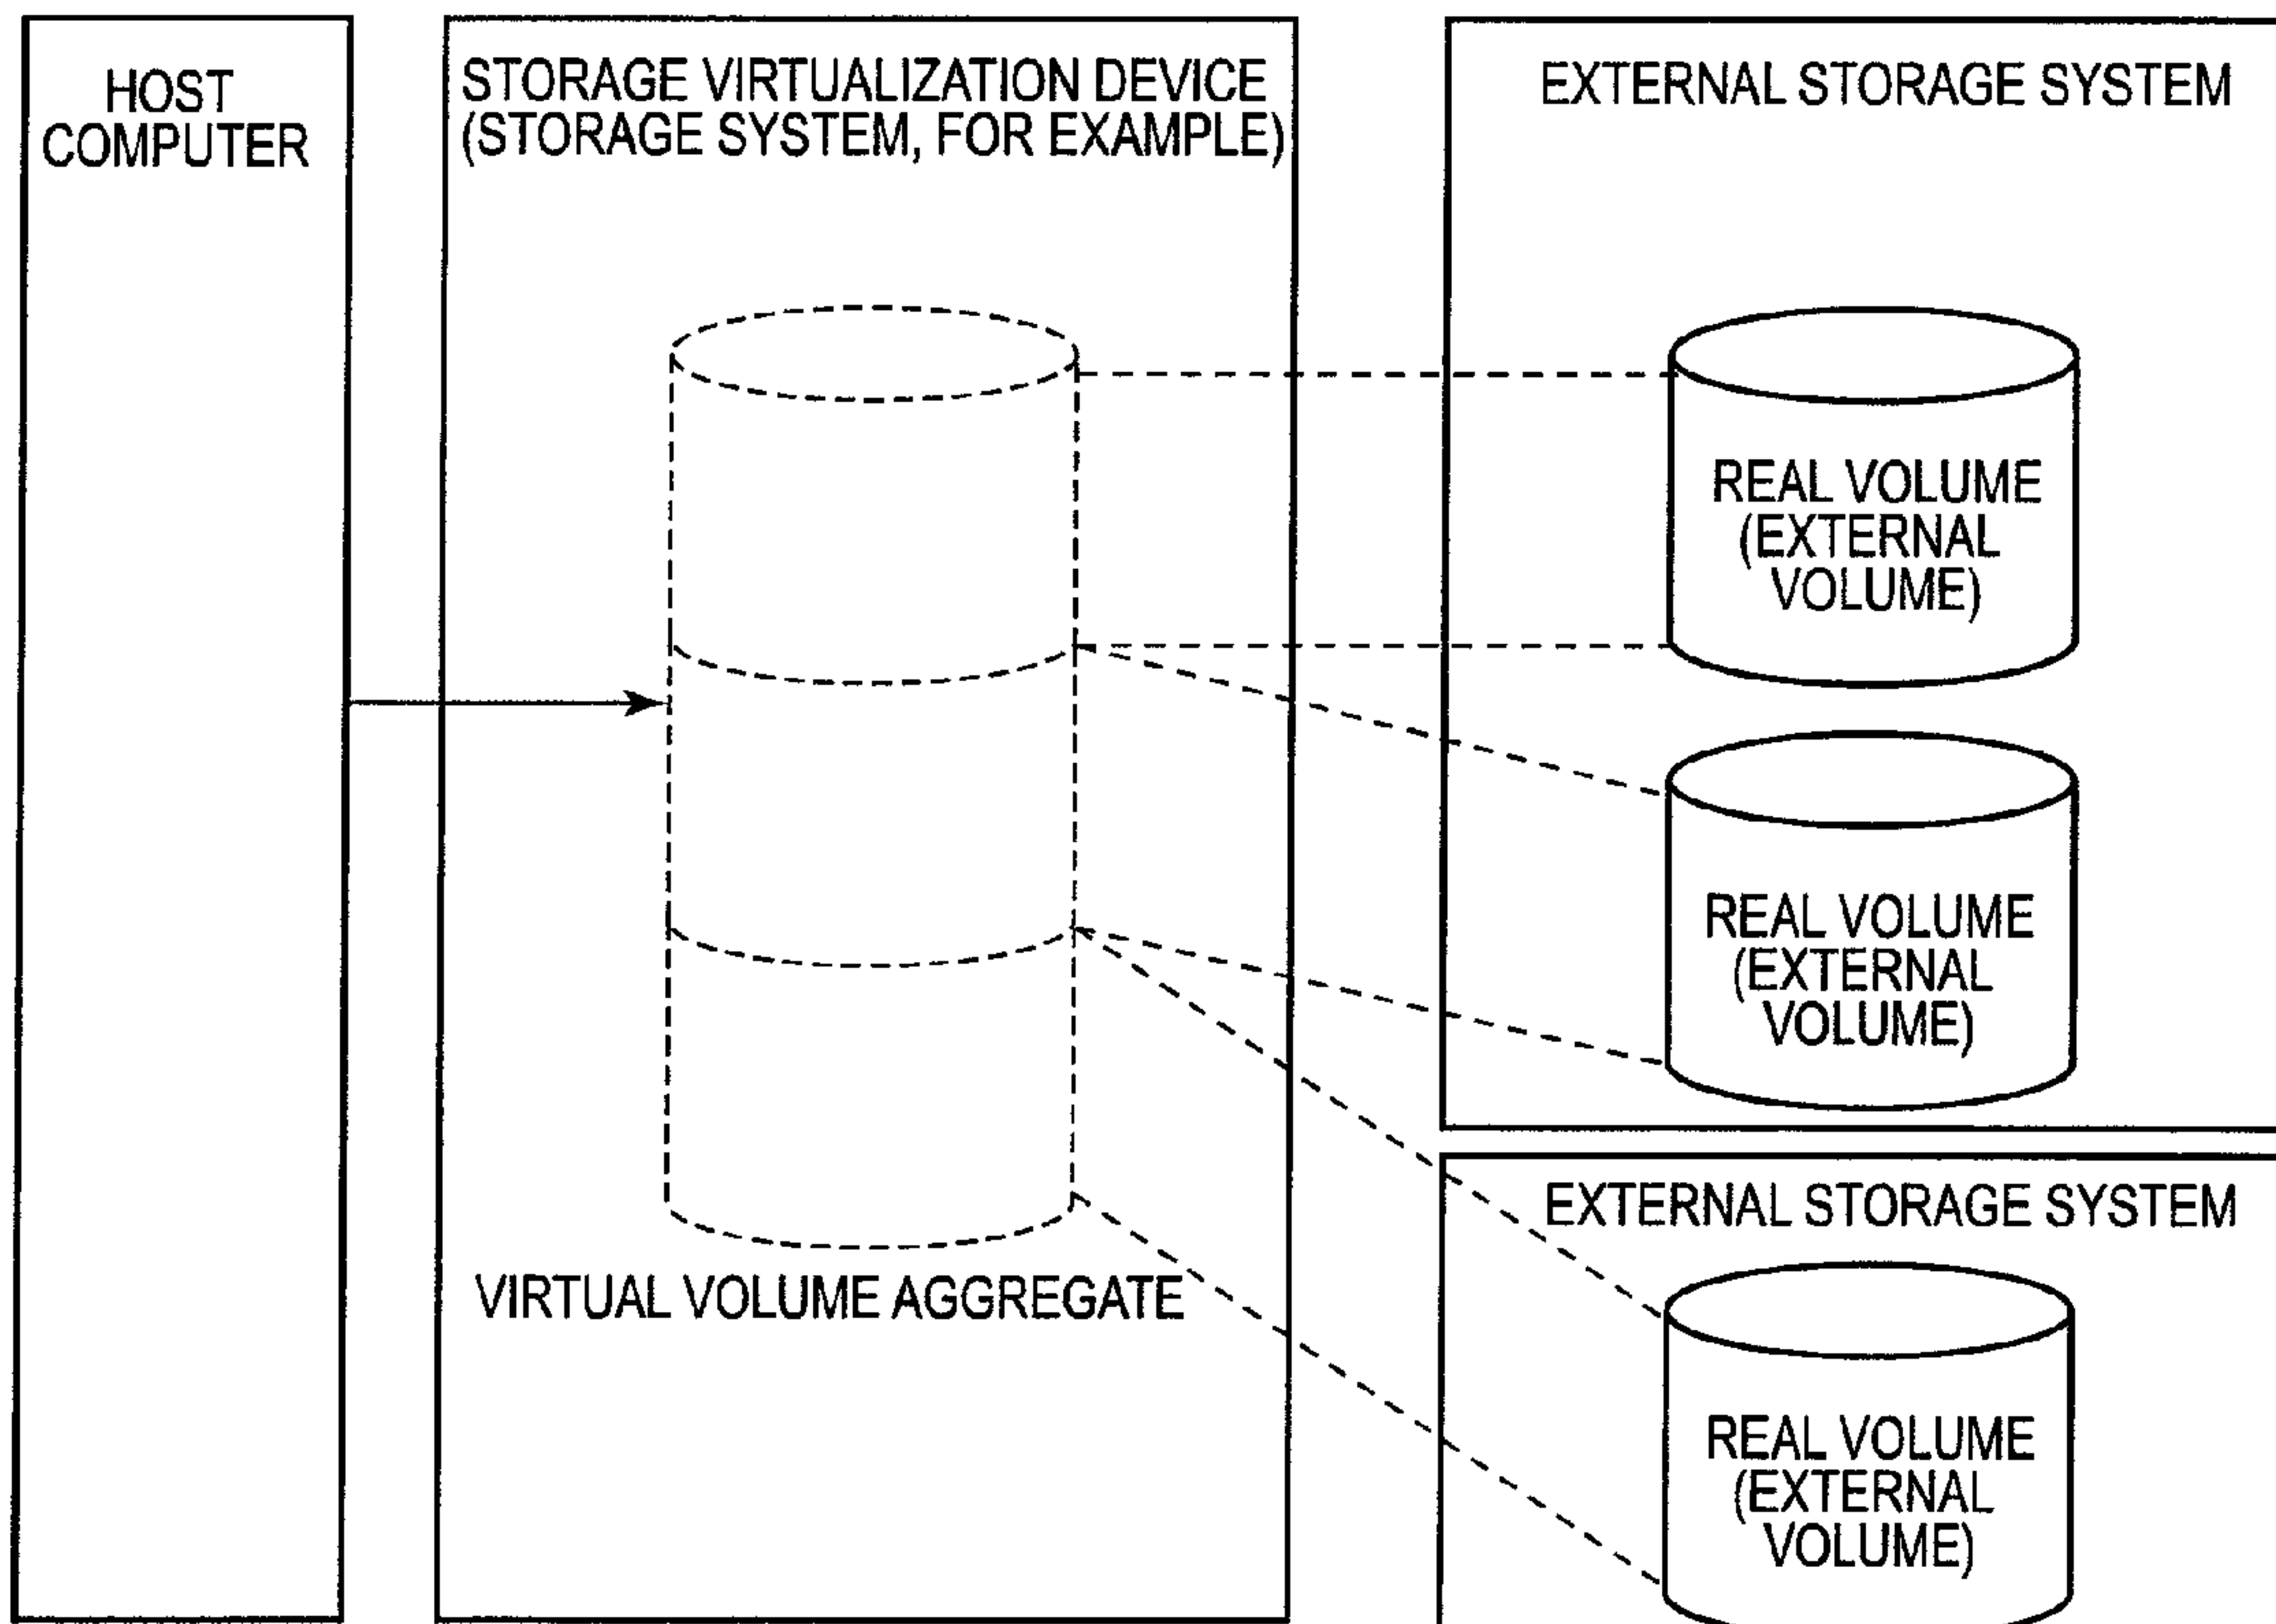 HOST
COMPUTER
STORAGE VIRTUALIZATION DEVICE
(STORAGE SYSTEM, FOR EXAMPLE)
VIRTUAL VOLUME AGGREGATE
EXTERNAL STORAGE SYSTEM
REAL VOLUME
(EXTERNAL
VOLUME)
REAL VOLUME
(EXTERNAL
VOLUME)
EXTERNAL STORAGE SYSTEM
REAL VOLUME
(EXTERNAL
VOLUME)